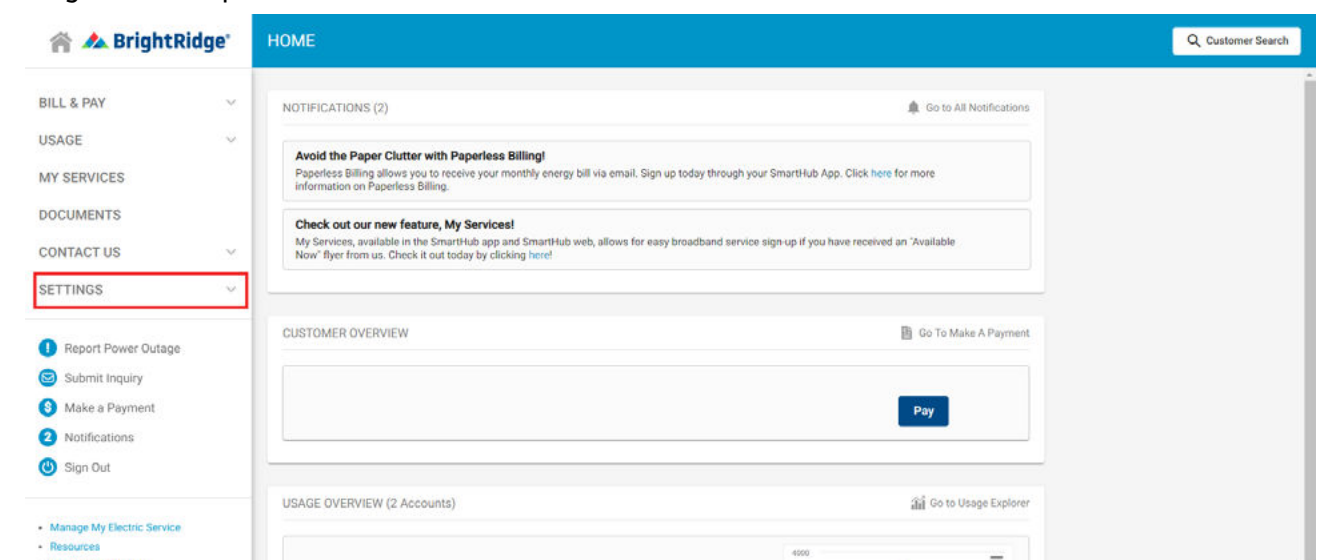 BrightRidge®
HOME
Customer Search
BILL & PAY
USAGE
MY SERVICES
DOCUMENTS
CONTACT US
SETTINGS
Report Power Outage
Submit Inquiry
Make a Payment
2 Notifications
Sign Out
• Manage My Electric Service
• Resources
NOTIFICATIONS (2)
Go to All Notifications
Avoid the Paper Clutter with Paperless Billing!
Paperless Billing allows you to receive your monthly energy bill via email. Sign up today through your SmartHub App. Click here for more
information on Paperless Billing.
Check out our new feature, My Services!
My Services, available in the SmartHub app and SmartHub web, allows for easy broadband service sign-up if you have received an "Available
Now" flyer from us. Check it out today by clicking here!
CUSTOMER OVERVIEW
Go To Make A Payment
Pay
USAGE OVERVIEW (2 Accounts)
Go to Usage Explorer
4000